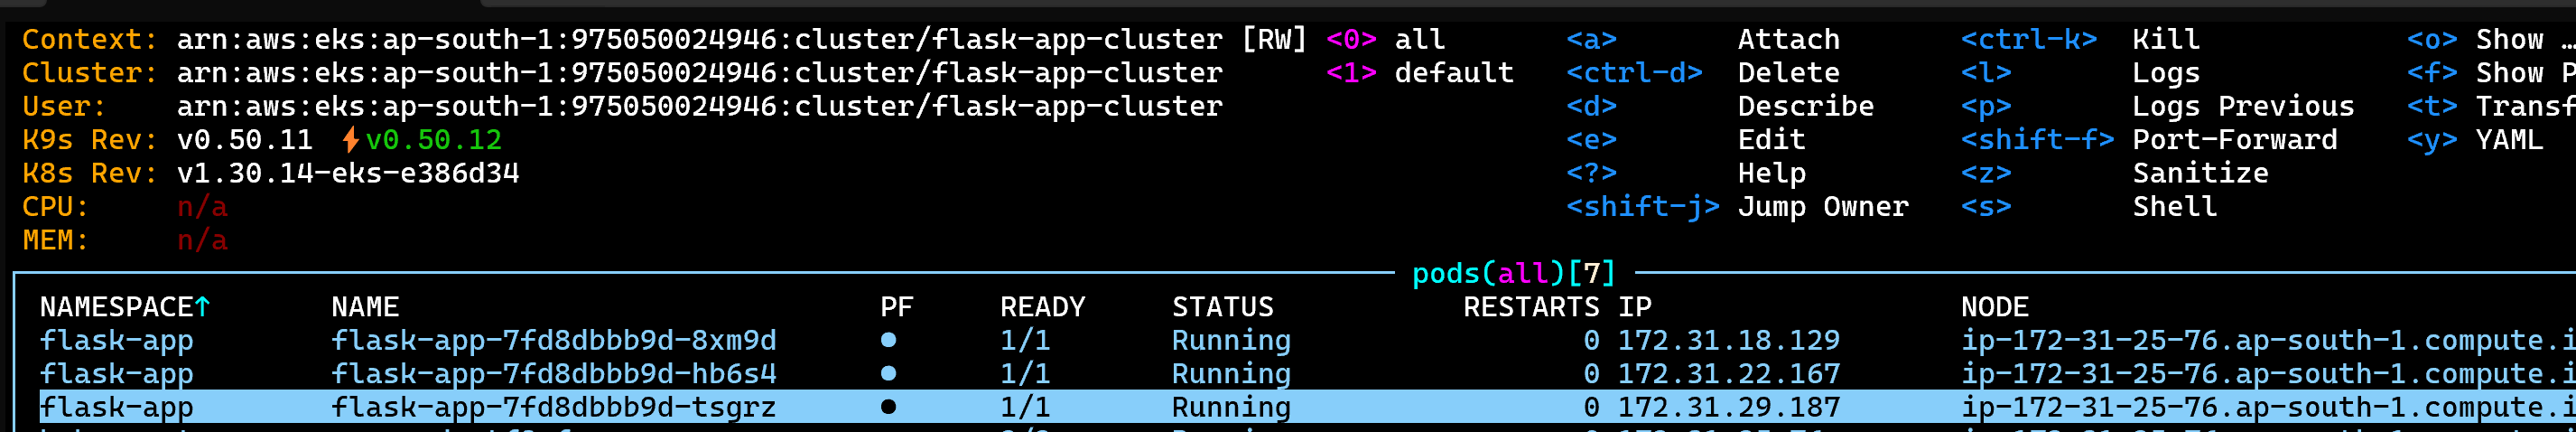 Context: arn:aws:eks:ap-south-1:975050024946:cluster/flask-app-cluster [RW] <0> all <a> Attach <ctrl-k> Kill <o> Show …
Cluster: arn:aws:eks:ap-south-1:975050024946:cluster/flask-app-cluster <1> default <ctrl-d> Delete <l> Logs <f> Show P
User: arn:aws:eks:ap-south-1:975050024946:cluster/flask-app-cluster <d> Describe <p> Logs Previous <t> Transf
K9s Rev: v0.50.11 ⚡v0.50.12 <e> Edit <shift-f> Port-Forward <y> YAML
K8s Rev: v1.30.14-eks-e386d34 <?> Help <z> Sanitize
CPU: n/a <shift-j> Jump Owner <s> Shell
MEM: n/a
pods(all)[7]
NAMESPACE↑ NAME PF READY STATUS RESTARTS IP NODE
flask-app flask-app-7fd8dbbb9d-8xm9d ● 1/1 Running 0 172.31.18.129 ip-172-31-25-76.ap-south-1.compute.i
flask-app flask-app-7fd8dbbb9d-hb6s4 ● 1/1 Running 0 172.31.22.167 ip-172-31-25-76.ap-south-1.compute.i
flask-app flask-app-7fd8dbbb9d-tsgrz ● 1/1 Running 0 172.31.29.187 ip-172-31-25-76.ap-south-1.compute.i